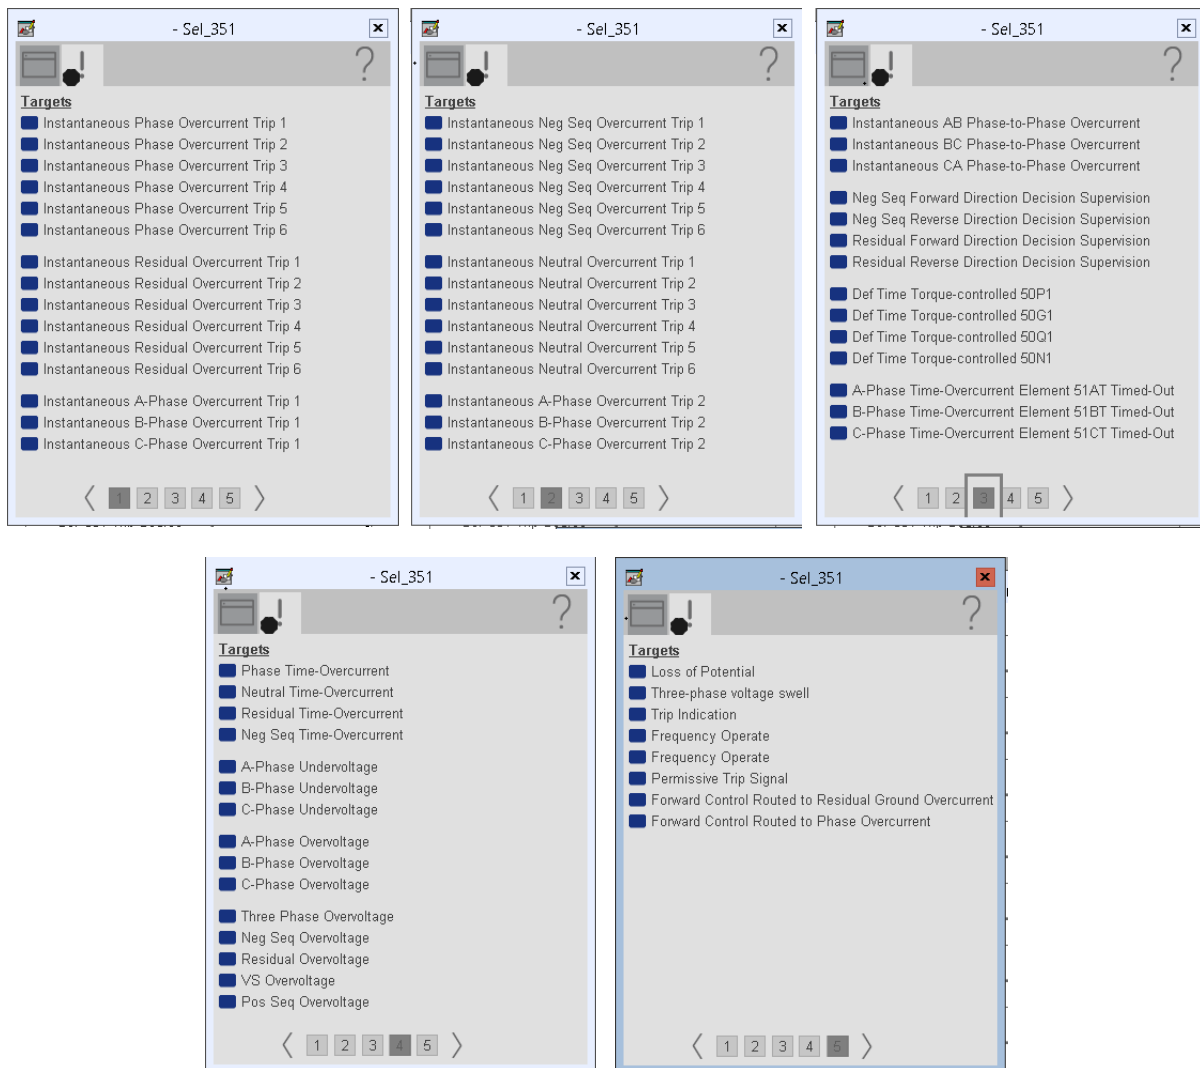 - Sel_351
Targets
Instantaneous Phase Overcurrent Trip 1
Instantaneous Phase Overcurrent Trip 2
Instantaneous Phase Overcurrent Trip 3
Instantaneous Phase Overcurrent Trip 4
Instantaneous Phase Overcurrent Trip 5
Instantaneous Phase Overcurrent Trip 6
Instantaneous Residual Overcurrent Trip 1
Instantaneous Residual Overcurrent Trip 2
Instantaneous Residual Overcurrent Trip 3
Instantaneous Residual Overcurrent Trip 4
Instantaneous Residual Overcurrent Trip 5
Instantaneous Residual Overcurrent Trip 6
Instantaneous A-Phase Overcurrent Trip 1
Instantaneous B-Phase Overcurrent Trip 1
Instantaneous C-Phase Overcurrent Trip 1
1 2 3 4 5
- Sel_351
Targets
Instantaneous Neg Seq Overcurrent Trip 1
Instantaneous Neg Seq Overcurrent Trip 2
Instantaneous Neg Seq Overcurrent Trip 3
Instantaneous Neg Seq Overcurrent Trip 4
Instantaneous Neg Seq Overcurrent Trip 5
Instantaneous Neg Seq Overcurrent Trip 6
Instantaneous Neutral Overcurrent Trip 1
Instantaneous Neutral Overcurrent Trip 2
Instantaneous Neutral Overcurrent Trip 3
Instantaneous Neutral Overcurrent Trip 4
Instantaneous Neutral Overcurrent Trip 5
Instantaneous Neutral Overcurrent Trip 6
Instantaneous A-Phase Overcurrent Trip 2
Instantaneous B-Phase Overcurrent Trip 2
Instantaneous C-Phase Overcurrent Trip 2
1 2 3 4 5
- Sel_351
Targets
Instantaneous AB Phase-to-Phase Overcurrent
Instantaneous BC Phase-to-Phase Overcurrent
Instantaneous CA Phase-to-Phase Overcurrent
Neg Seq Forward Direction Decision Supervision
Neg Seq Reverse Direction Decision Supervision
Residual Forward Direction Decision Supervision
Residual Reverse Direction Decision Supervision
Def Time Torque-controlled 50P1
Def Time Torque-controlled 50G1
Def Time Torque-controlled 50Q1
Def Time Torque-controlled 50N1
A-Phase Time-Overcurrent Element 51AT Timed-Out
B-Phase Time-Overcurrent Element 51BT Timed-Out
C-Phase Time-Overcurrent Element 51CT Timed-Out
1 2 3 4 5
- Sel_351
Targets
Phase Time-Overcurrent
Neutral Time-Overcurrent
Residual Time-Overcurrent
Neg Seq Time-Overcurrent
A-Phase Undervoltage
B-Phase Undervoltage
C-Phase Undervoltage
A-Phase Overvoltage
B-Phase Overvoltage
C-Phase Overvoltage
Three Phase Overvoltage
Neg Seq Overvoltage
Residual Overvoltage
VS Overvoltage
Pos Seq Overvoltage
1 2 3 4 5
- Sel_351
Targets
Loss of Potential
Three-phase voltage swell
Trip Indication
Frequency Operate
Frequency Operate
Permissive Trip Signal
Forward Control Routed to Residual Ground Overcurrent
Forward Control Routed to Phase Overcurrent
1 2 3 4 5